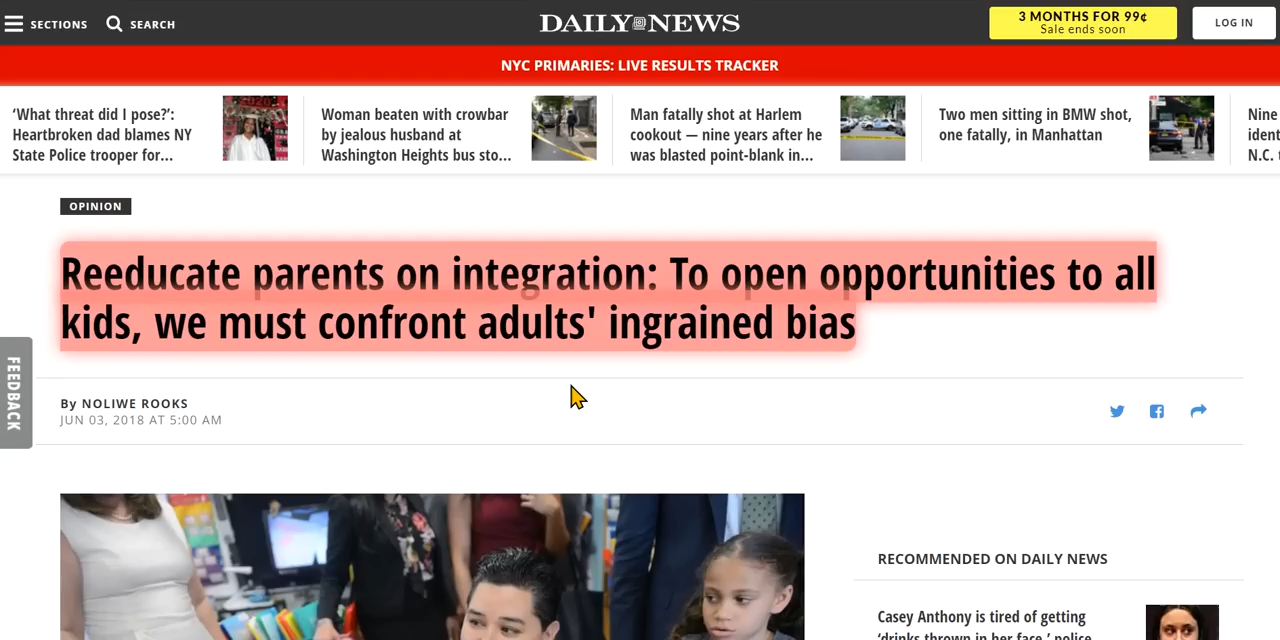 SECTIONS
SEARCH
DAILY NEWS
3 MONTHS FOR 99¢
Sale ends soon
LOG IN
NYC PRIMARIES: LIVE RESULTS TRACKER
‘What threat did I pose?’:
Heartbroken dad blames NY
State Police trooper for...
Woman beaten with crowbar
by jealous husband at
Washington Heights bus sto...
Man fatally shot at Harlem
cookout — nine years after he
was blasted point-blank in...
Two men sitting in BMW shot,
one fatally, in Manhattan
Nine
ident
N.C. 
OPINION
Reeducate parents on integration: To open opportunities to all
kids, we must confront adults' ingrained bias
FEEDBACK
By NOLIWE ROOKS
JUN 03, 2018 AT 5:00 AM
RECOMMENDED ON DAILY NEWS
Casey Anthony is tired of getting
‘drinks thrown in her face,’ police